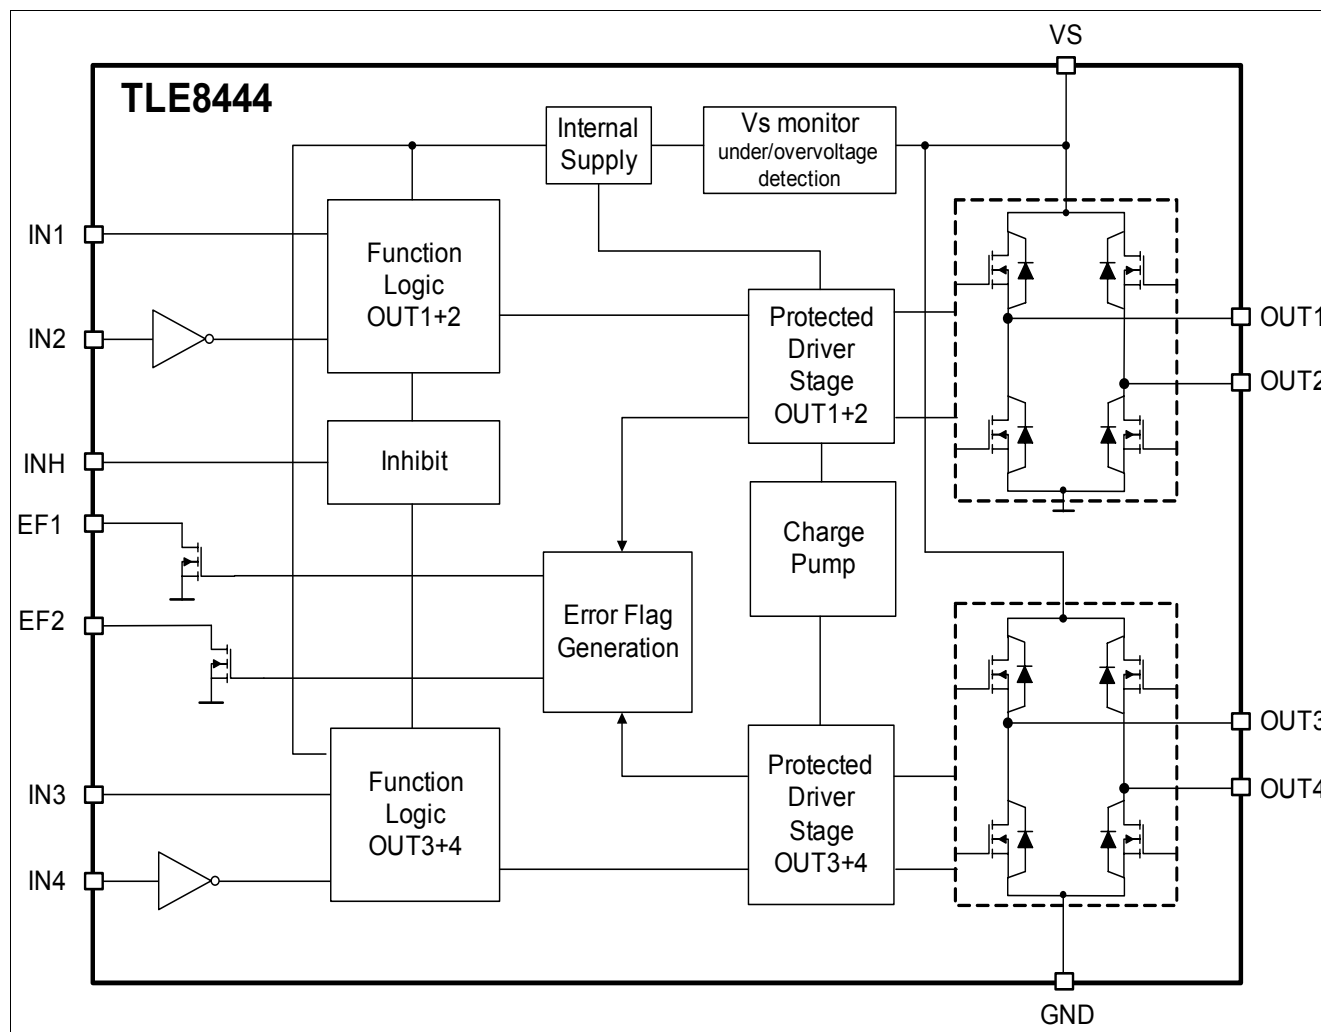 VS
TLE8444
Internal
Supply
Vs monitor
under/overvoltage
detection
IN1
Function
Logic
OUT1+2
IN2
Protected
Driver
Stage
OUT1+2
OUT1
OUT2
INH
Inhibit
EF1
Charge
Pump
EF2
Error Flag
Generation
OUT3
IN3
Function
Logic
OUT3+4
Protected
Driver
Stage
OUT3+4
OUT4
IN4
GND